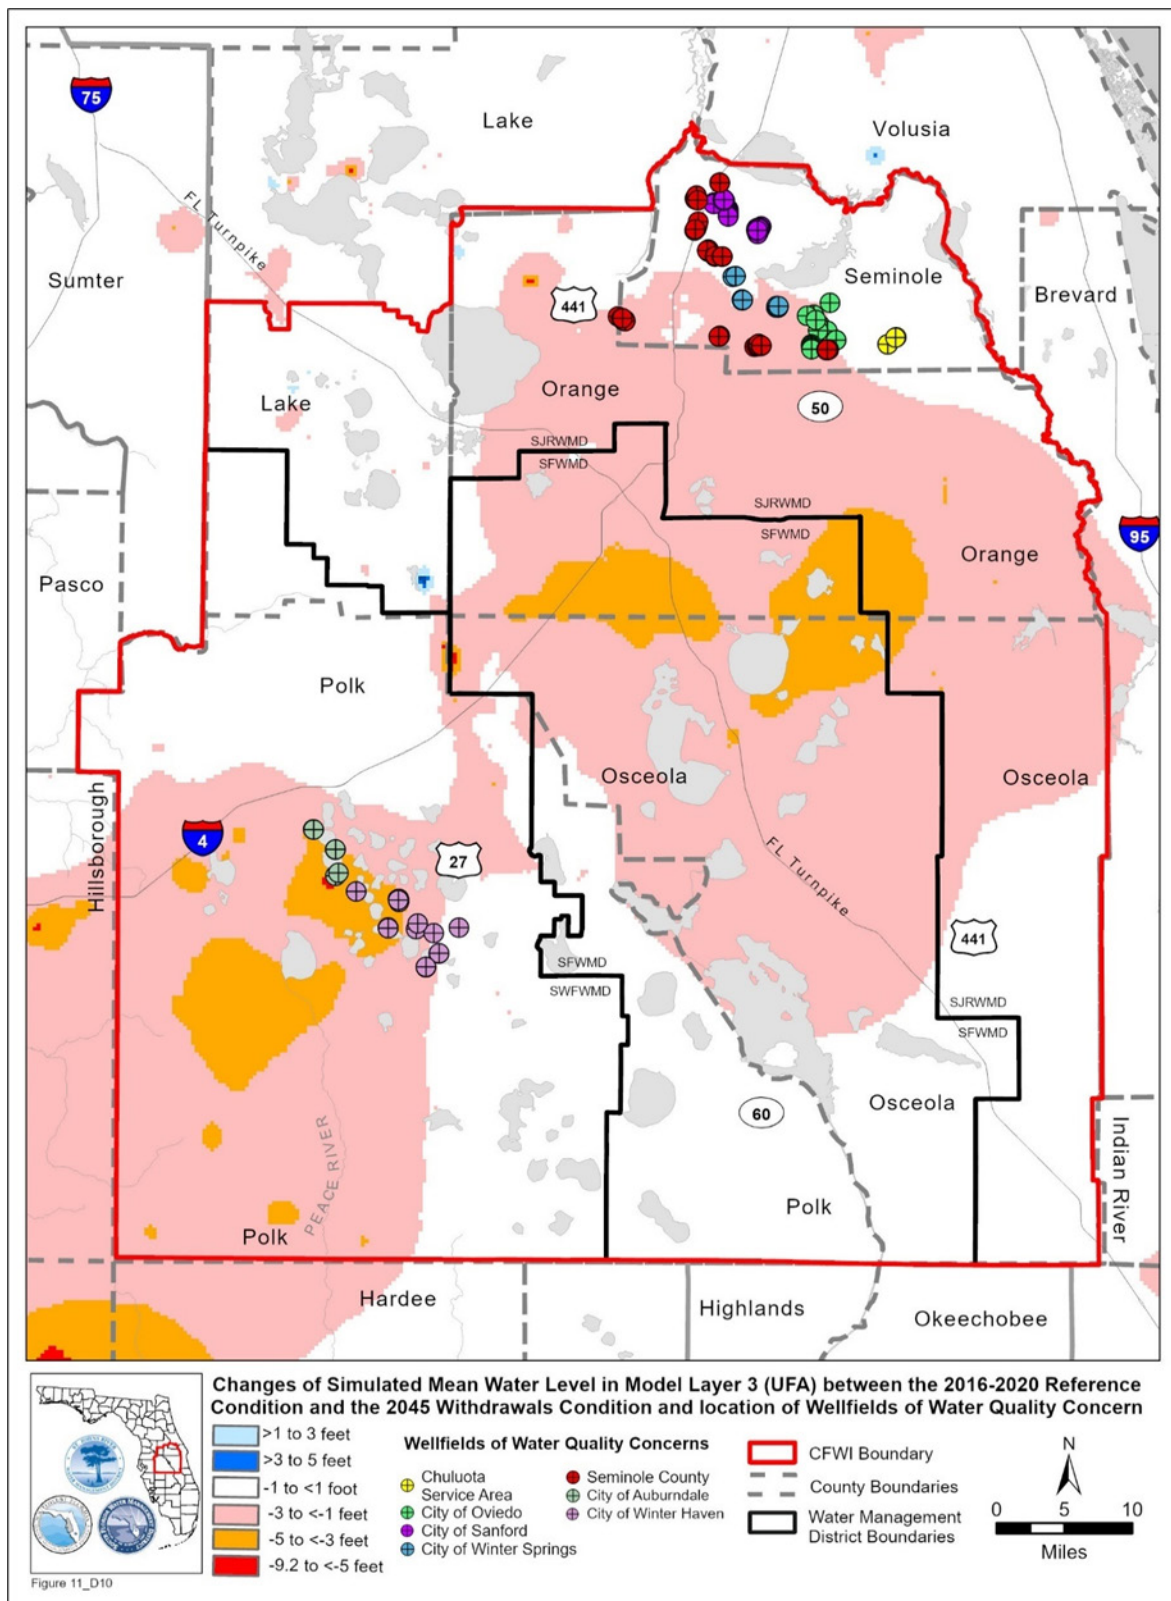 75
Lake
Volusia
FL Turnpike
Sumter
Seminole
Brevard
441
Lake
Orange
50
SJRWMD
SFWMD
SJRWMD
SFWMD
95
Orange
Pasco
Polk
Osceola
Osceola
Hillsborough
4
27
FL Turnpike
441
SFWMD
SWFWMD
SJRWMD
SFWMD
Osceola
60
Indian River
PEACE RIVER
Polk
Polk
Hardee
Highlands
Okeechobee
Changes of Simulated Mean Water Level in Model Layer 3 (UFA) between the 2016-2020 Reference
Condition and the 2045 Withdrawals Condition and location of Wellfields of Water Quality Concern
>1 to 3 feet
>3 to 5 feet
-1 to <1 foot
-3 to <-1 feet
-5 to <-3 feet
-9.2 to <-5 feet
Wellfields of Water Quality Concerns
Chuluota
Service Area
City of Oviedo
City of Sanford
City of Winter Springs
Seminole County
City of Auburndale
City of Winter Haven
CFWI Boundary
County Boundaries
Water Management
District Boundaries
N
0 5 10
Miles
Figure 11_D10